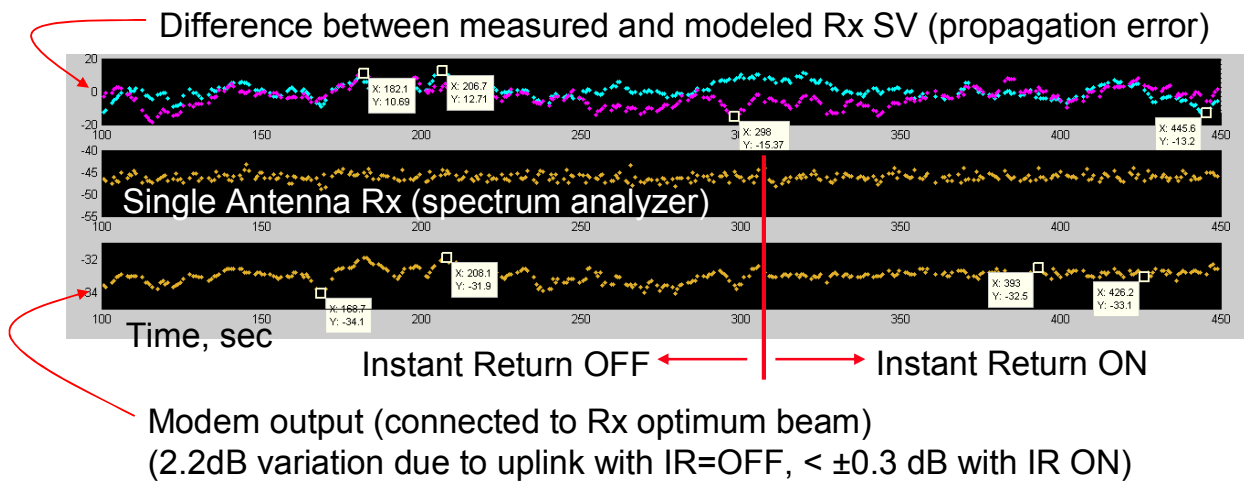 Difference between measured and modeled Rx SV (propagation error)
20
0
-20
X: 182.1
Y: 10.69
X: 206.7
Y: 12.71
X: 298
Y: -15.37
X: 445.6
Y: -13.2
100 150 200 250 300 350 400 450
-40
-45
-50
-55
Single Antenna Rx (spectrum analyzer)
100 150 200 250 300 350 400 450
-32
-34
X: 168.7
Y: -34.1
X: 208.1
Y: -31.9
X: 393
Y: -32.5
X: 426.2
Y: -33.1
100 150 200 250 300 350 400 450
Time, sec
Instant Return OFF
Instant Return ON
Modem output (connected to Rx optimum beam)
(2.2dB variation due to uplink with IR=OFF, < ±0.3 dB with IR ON)